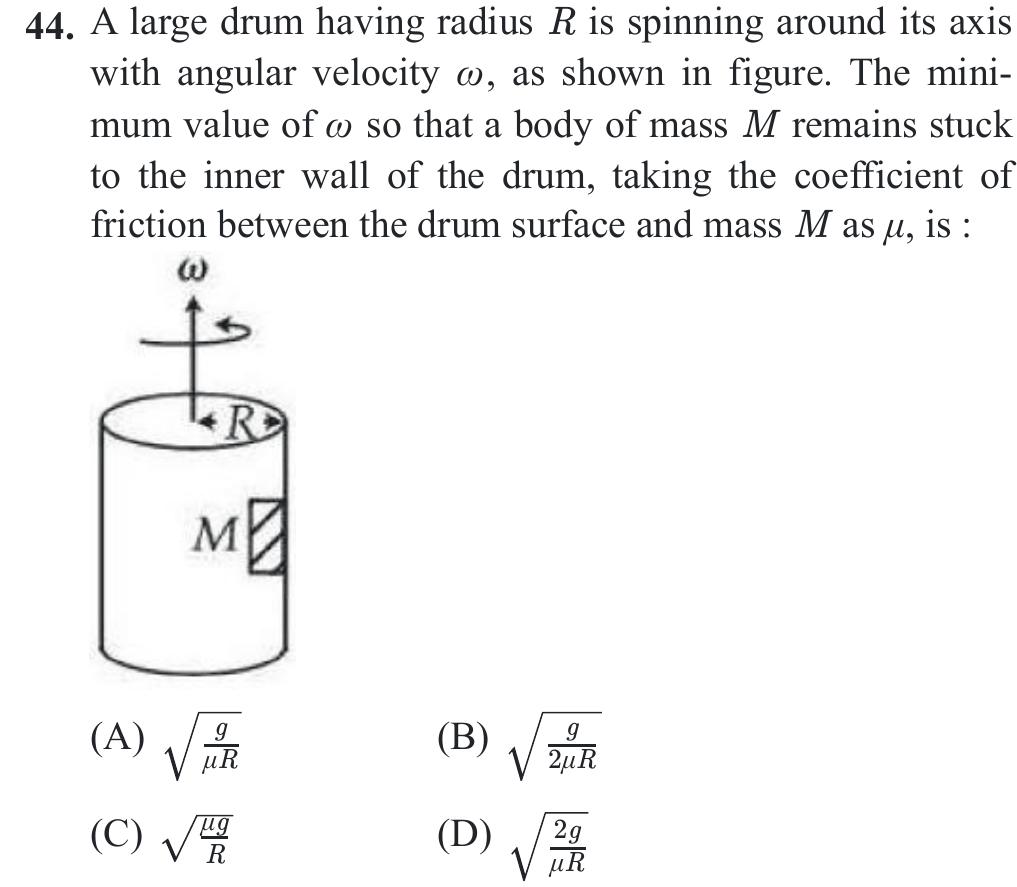 44. A large drum having radius R is spinning around its axis
with angular velocity ω, as shown in figure. The mini-
mum value of ω so that a body of mass M remains stuck
to the inner wall of the drum, taking the coefficient of
friction between the drum surface and mass M as μ, is :
ω
R
M
(A) √(g/μR) (B) √(g/2μR)
(C) √(μg/R) (D) √(2g/μR)